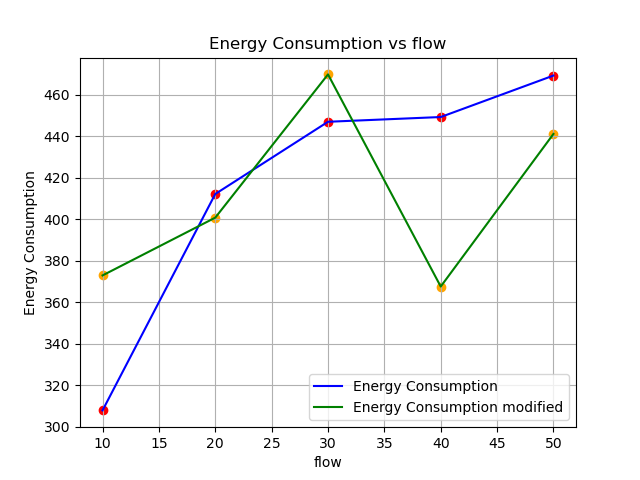 Energy Consumption vs flow
Energy Consumption
460
440
420
400
380
360
340
320
300
10 15 20 25 30 35 40 45 50
flow
Energy Consumption
Energy Consumption modified